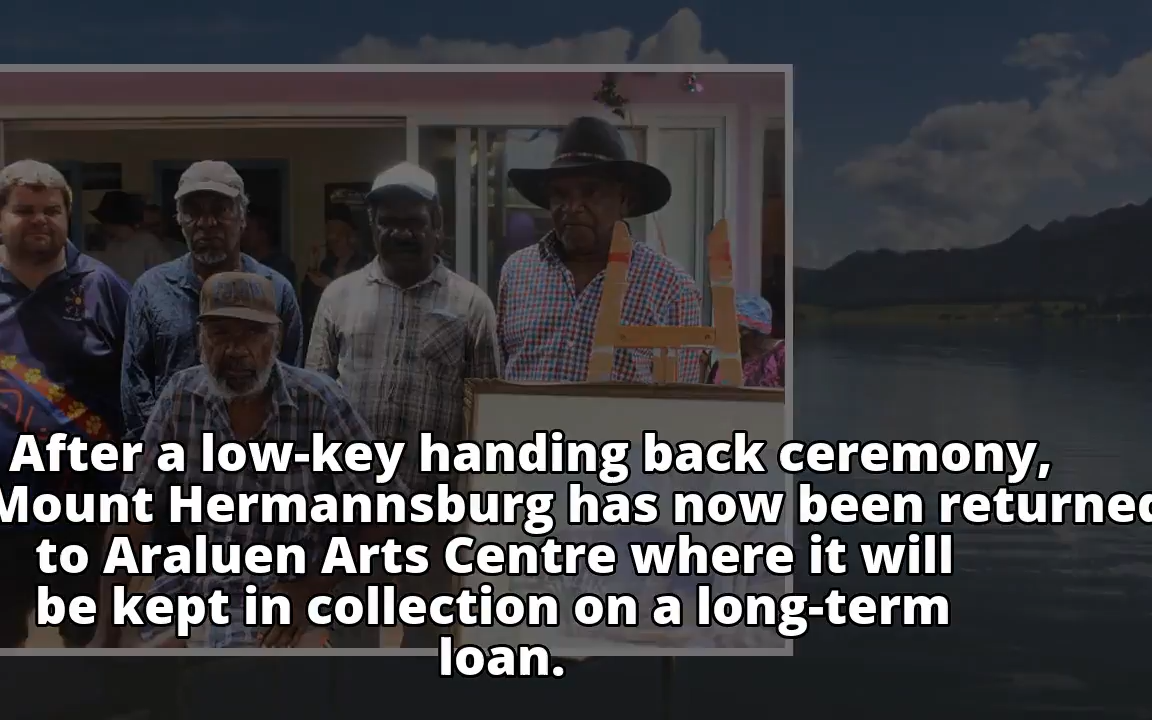 After a low-key handing back ceremony,
Mount Hermannsburg has now been returned
to Araluen Arts Centre where it will
be kept in collection on a long-term
loan.